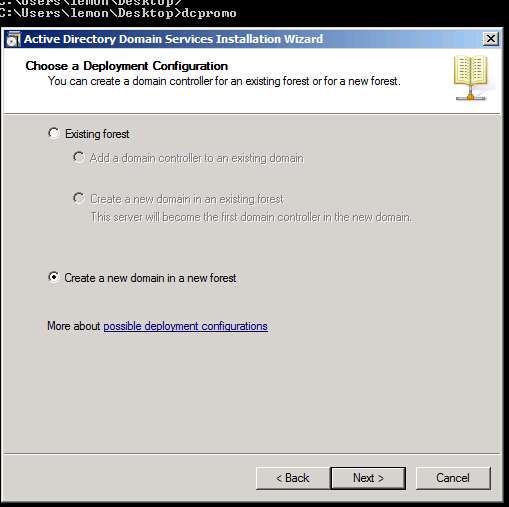 C:\Users\lemon\Desktop>
C:\Users\lemon\Desktop>dcpromo
Active Directory Domain Services Installation Wizard
Choose a Deployment Configuration
You can create a domain controller for an existing forest or for a new forest.
Existing forest
Add a domain controller to an existing domain
Create a new domain in an existing forest
This server will become the first domain controller in the new domain.
Create a new domain in a new forest
More about possible deployment configurations
< Back Next > Cancel